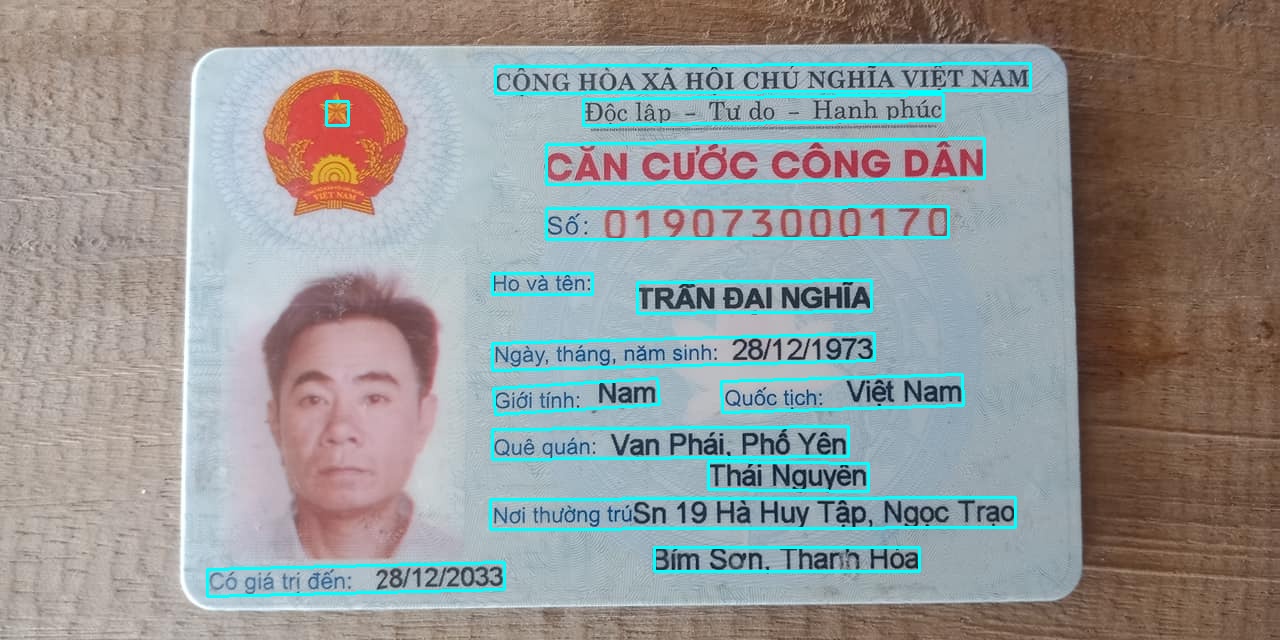 CỘNG HÒA XÃ HỘI CHỦ NGHĨA VIỆT NAM
Độc lập – Tự do – Hạnh phúc
CĂN CƯỚC CÔNG DÂN
Số: 019073000170
Họ và tên: TRẦN ĐẠI NGHĨA
Ngày, tháng, năm sinh: 28/12/1973
Giới tính: Nam Quốc tịch: Việt Nam
Quê quán: Vạn Phái, Phổ Yên
Thái Nguyên
Nơi thường trú Sn 19 Hà Huy Tập, Ngọc Trạo
Bỉm Sơn, Thanh Hóa
Có giá trị đến: 28/12/2033
VIỆT NAM